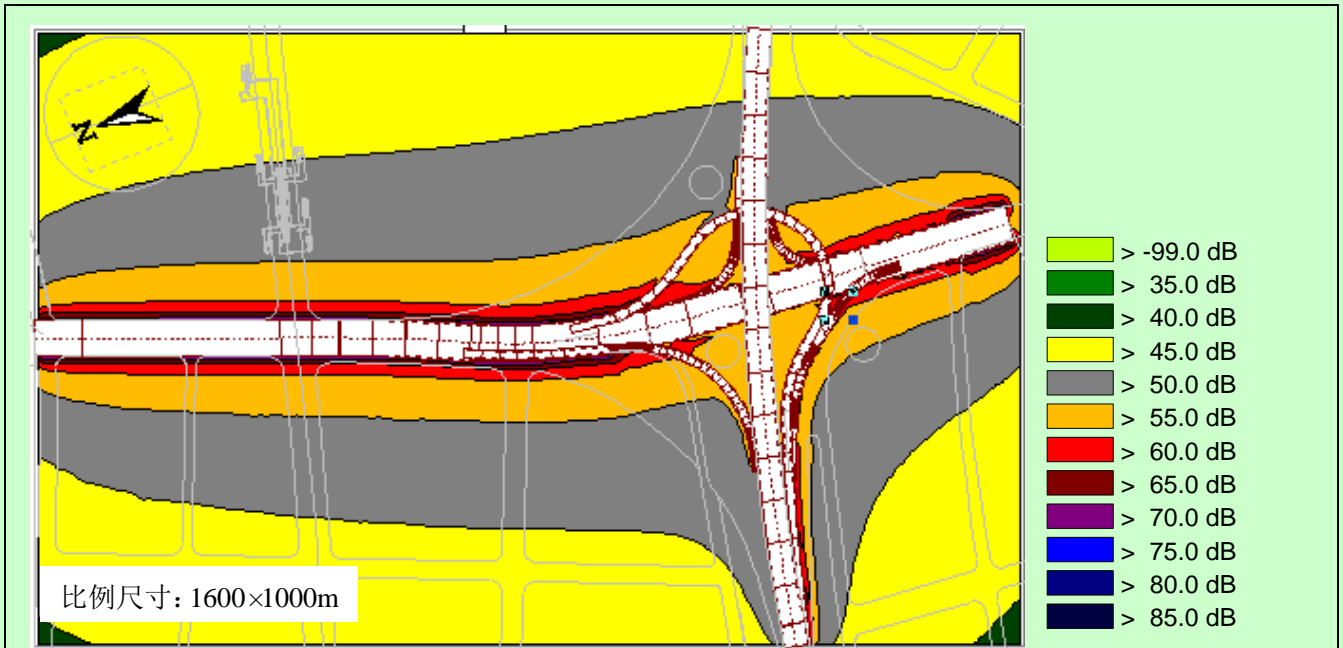 N
> -99.0 dB
> 35.0 dB
> 40.0 dB
> 45.0 dB
> 50.0 dB
> 55.0 dB
> 60.0 dB
> 65.0 dB
> 70.0 dB
> 75.0 dB
> 80.0 dB
> 85.0 dB
比例尺寸：1600×1000m